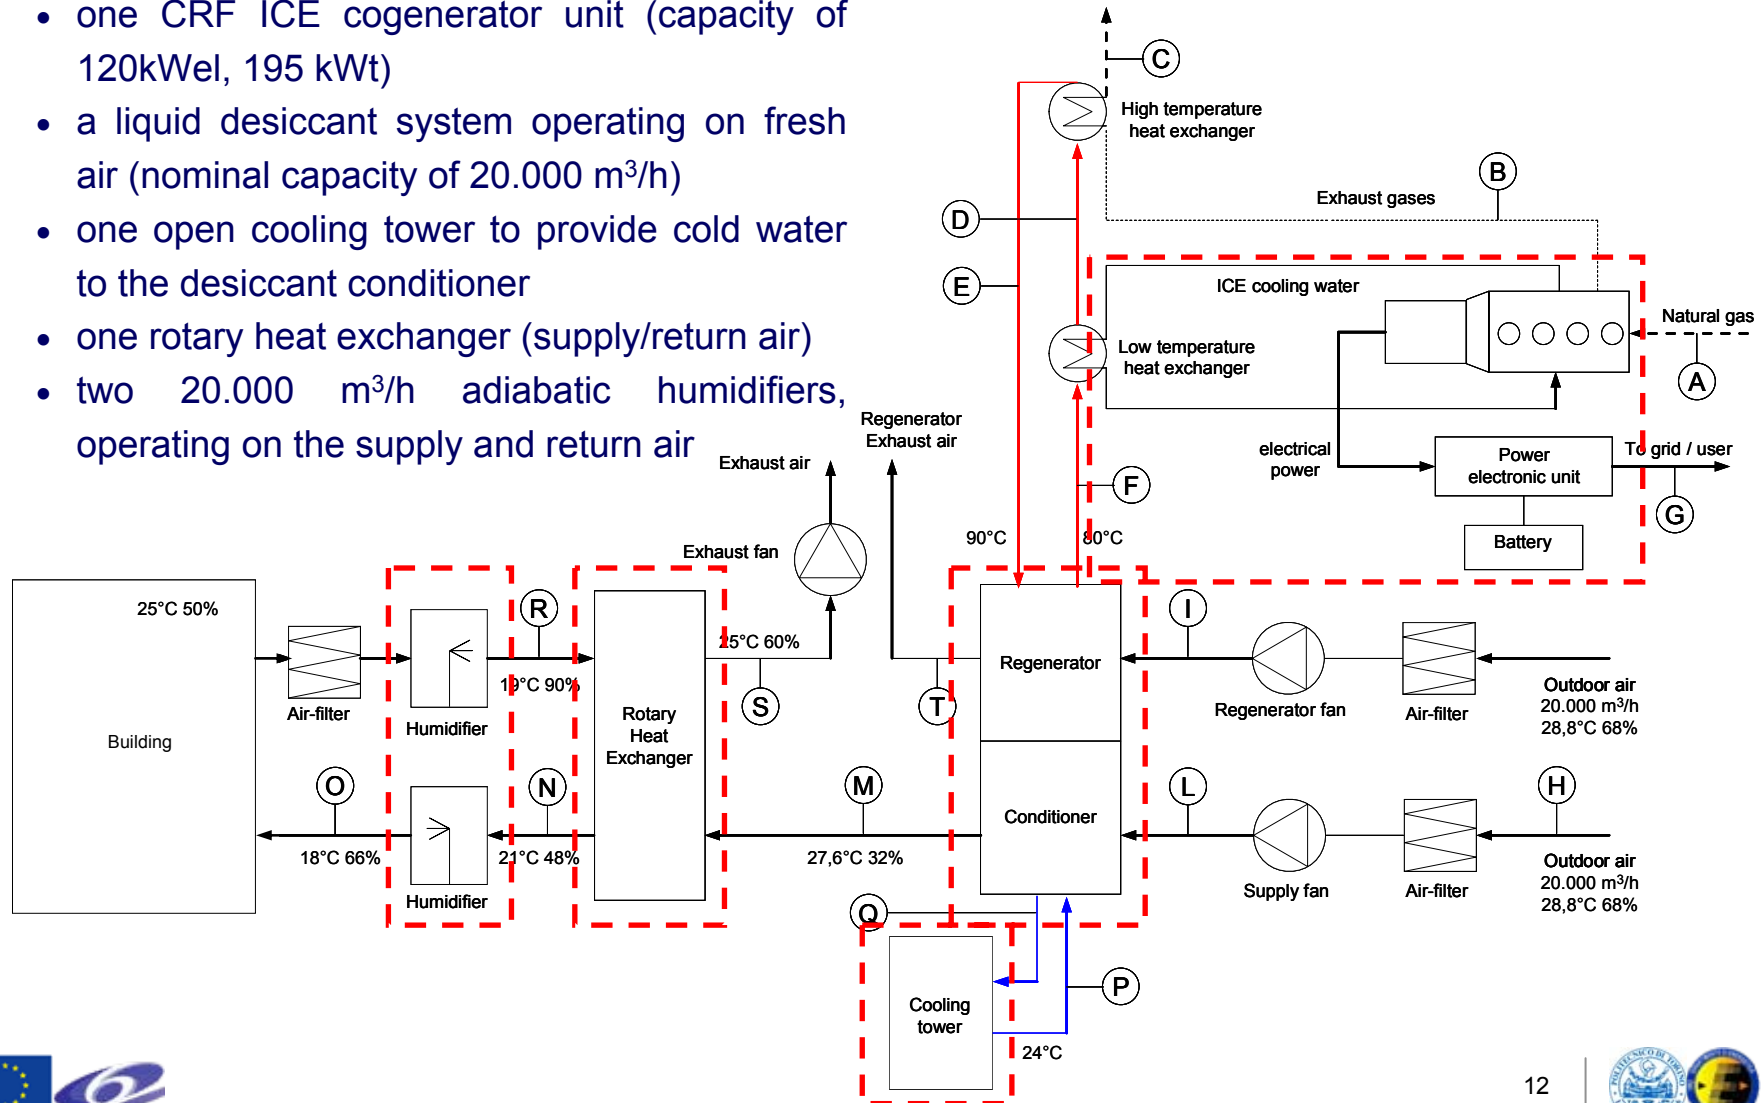 • one CRF ICE cogenerator unit (capacity of
120kWel, 195 kWt)
• a liquid desiccant system operating on fresh
air (nominal capacity of 20.000 m³/h)
• one open cooling tower to provide cold water
to the desiccant conditioner
• one rotary heat exchanger (supply/return air)
• two 20.000 m³/h adiabatic humidifiers,
operating on the supply and return air
C
High temperature
heat exchanger
B
Exhaust gases
D
E
ICE cooling water
Natural gas
A
Low temperature
heat exchanger
Regenerator
Exhaust air
Exhaust air
electrical
power
Power
electronic unit
To grid / user
F
G
Battery
90°C
80°C
Exhaust fan
25°C 50%
R
25°C 60%
I
Regenerator
19°C 90%
S
T
Air-filter
Humidifier
Regenerator fan
Air-filter
Outdoor air
20.000 m³/h
28,8°C 68%
Building
Rotary
Heat
Exchanger
O
N
M
L
H
Conditioner
18°C 66%
21°C 48%
27,6°C 32%
Humidifier
Supply fan
Air-filter
Outdoor air
20.000 m³/h
28,8°C 68%
Q
P
Cooling
tower
24°C
12
POLITECNICO DI TORINO